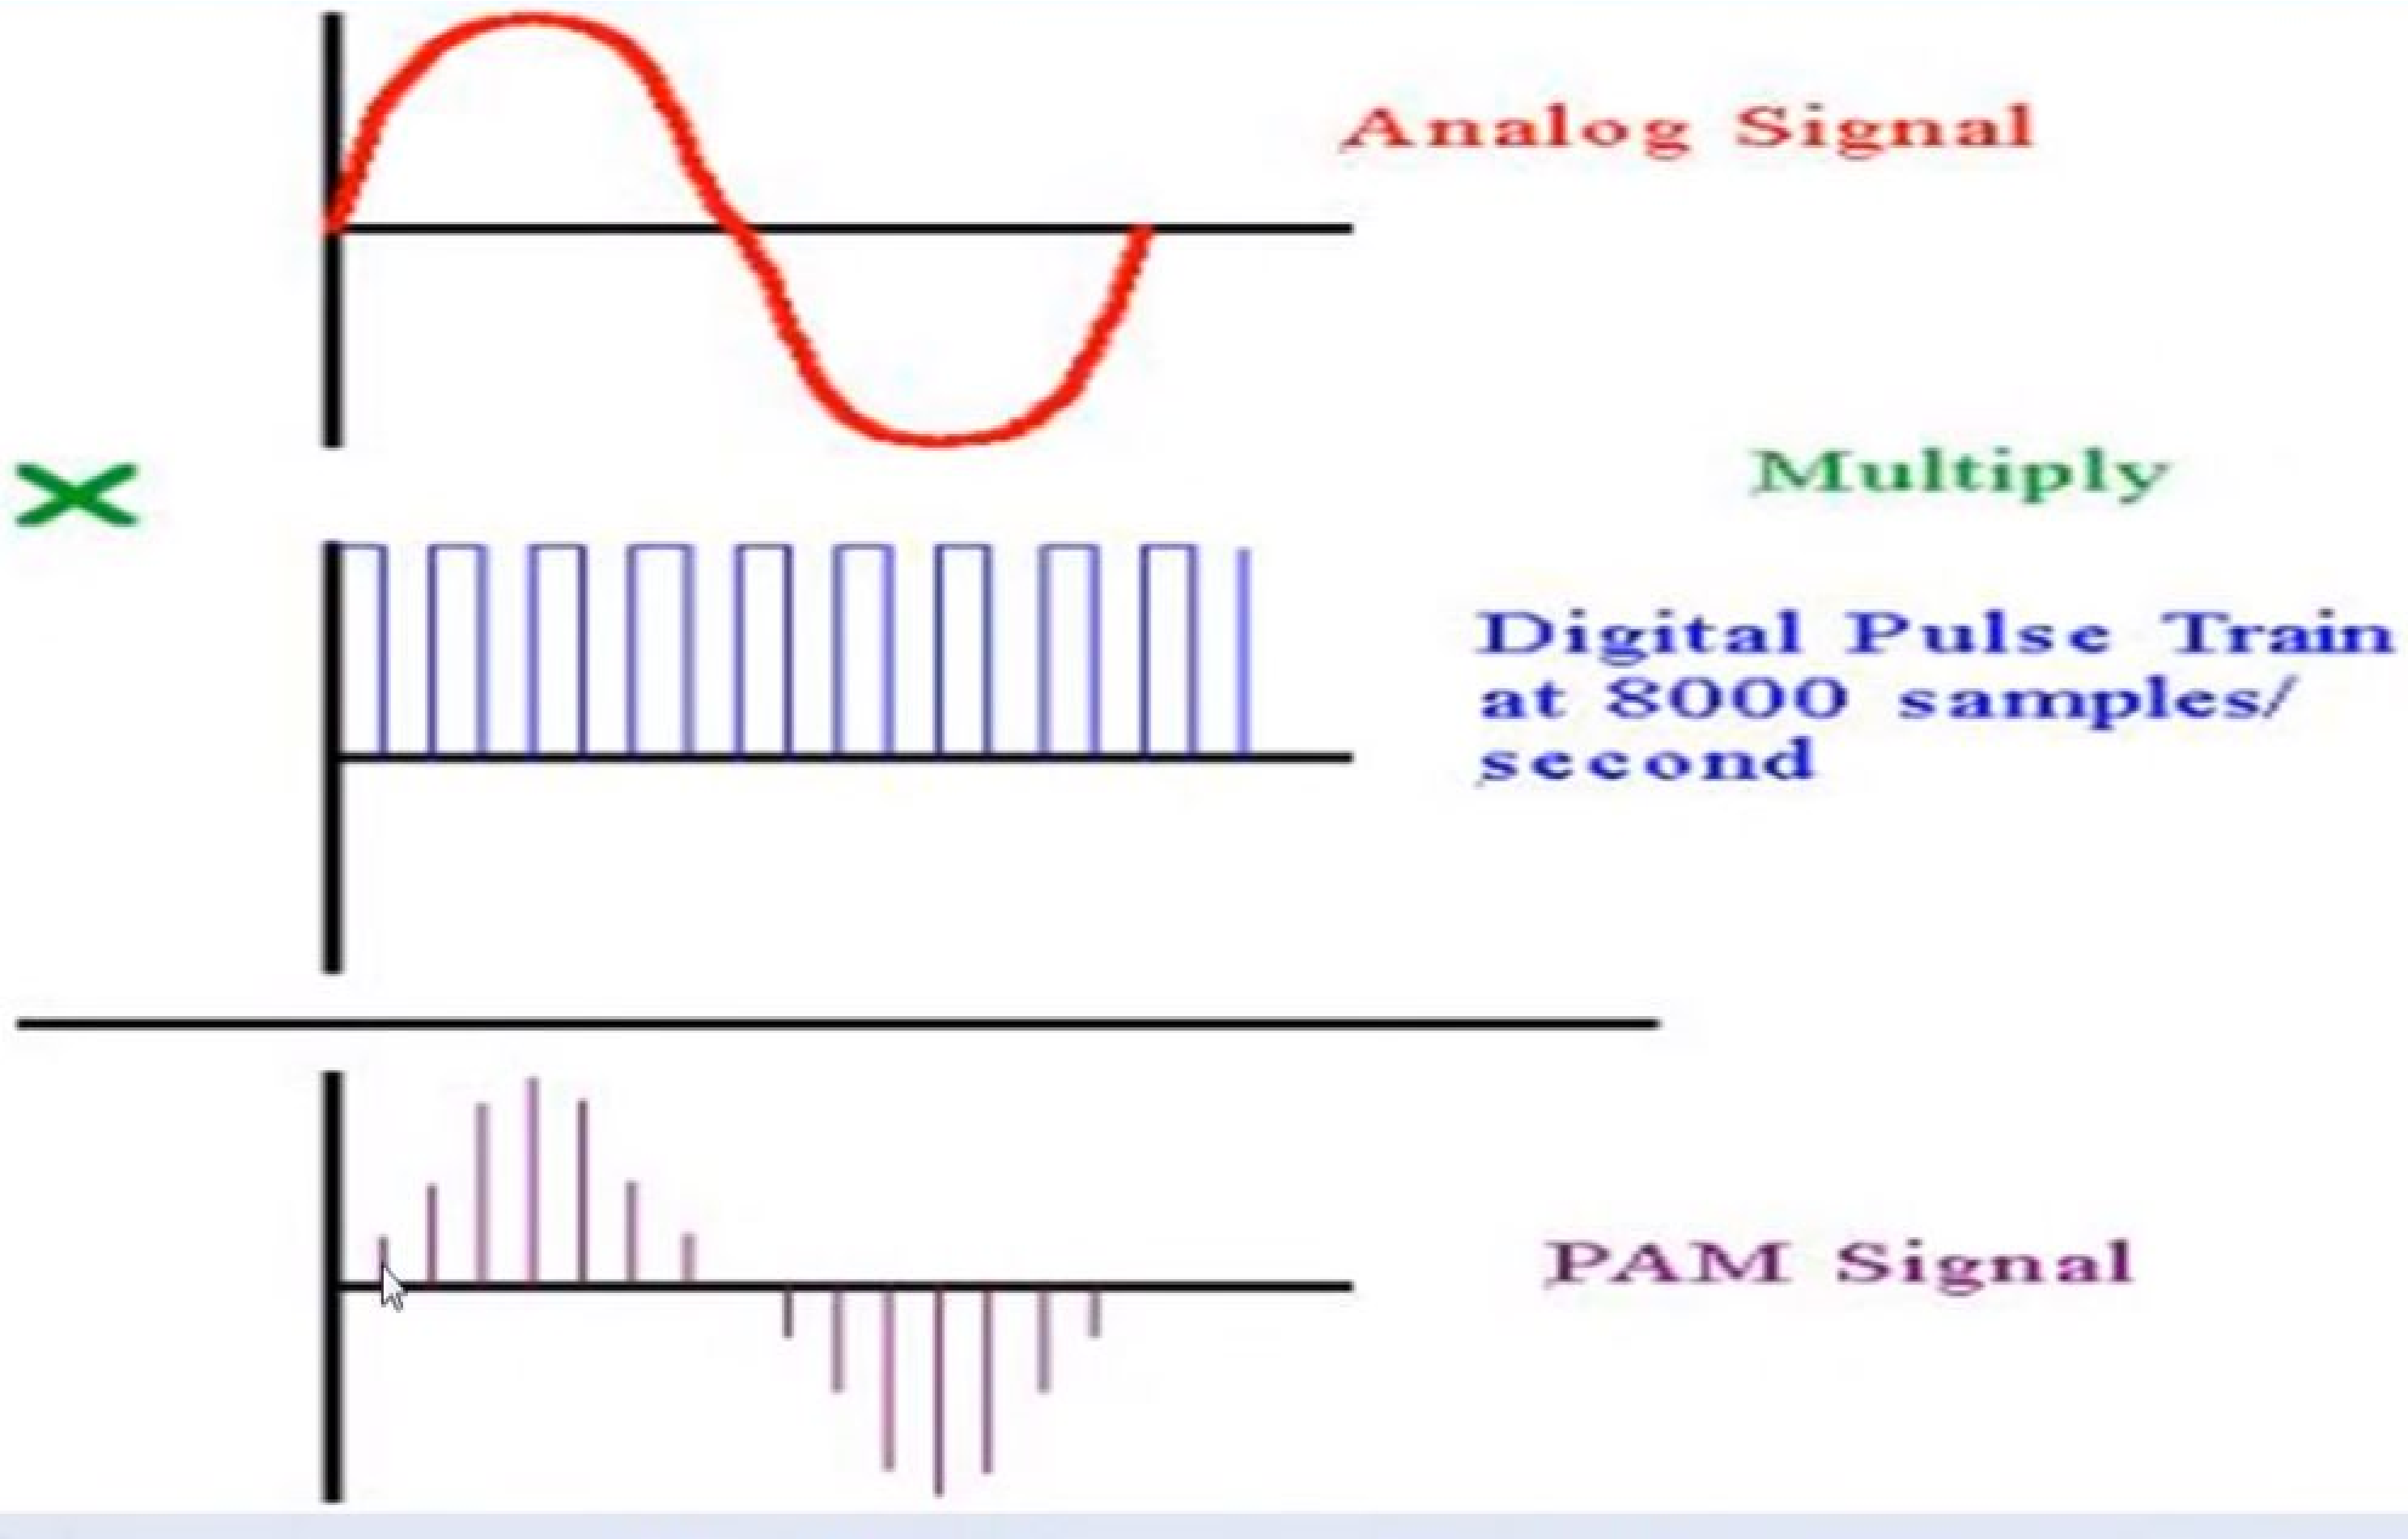 Analog Signal
Multiply
Digital Pulse Train
at 8000 samples/
second
PAM Signal